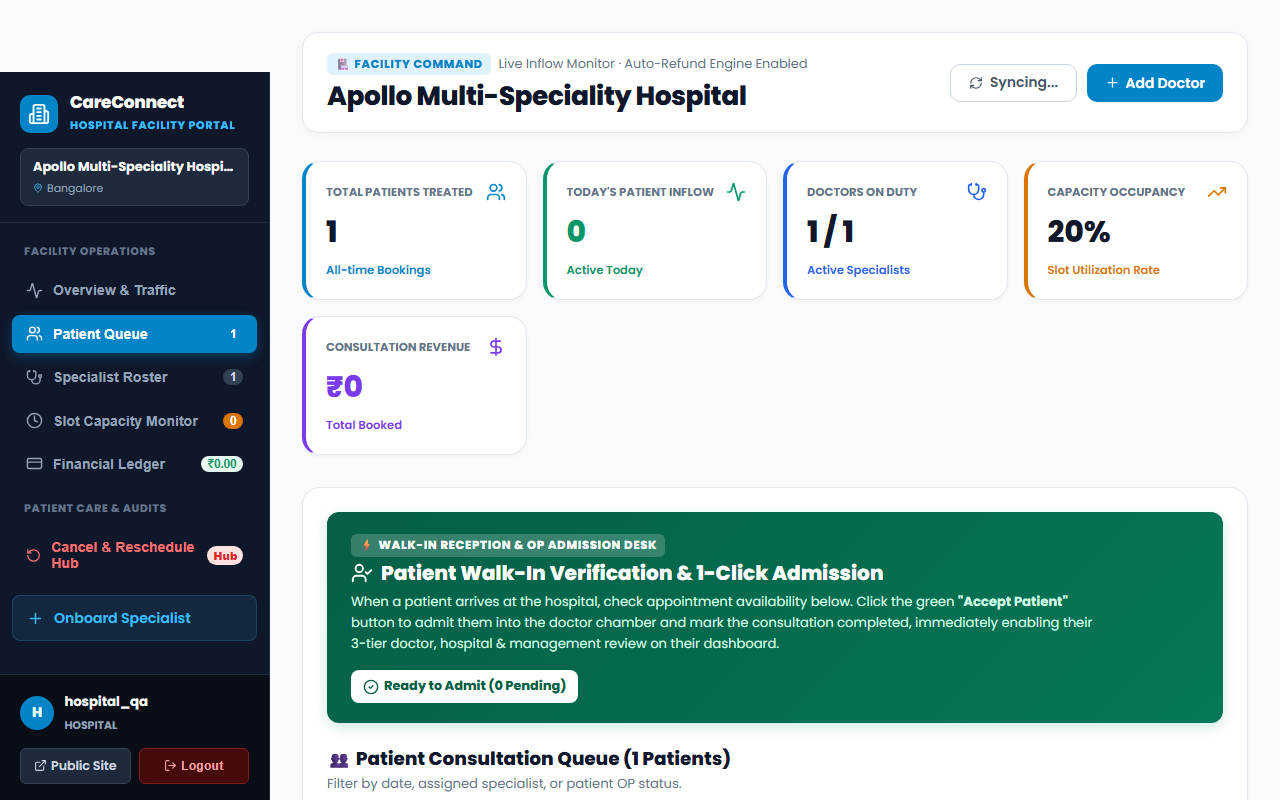 CareConnect
HOSPITAL FACILITY PORTAL
Apollo Multi-Speciality Hospi...
Bangalore
FACILITY OPERATIONS
Overview & Traffic
Patient Queue 1
Specialist Roster 1
Slot Capacity Monitor 0
Financial Ledger ₹0.00
PATIENT CARE & AUDITS
Cancel & Reschedule
Hub
Hub
Onboard Specialist
H
hospital_qa
HOSPITAL
Public Site
Logout
FACILITY COMMAND Live Inflow Monitor · Auto-Refund Engine Enabled
Apollo Multi-Speciality Hospital
Syncing...
Add Doctor
TOTAL PATIENTS TREATED
1
All-time Bookings
TODAY'S PATIENT INFLOW
0
Active Today
DOCTORS ON DUTY
1 / 1
Active Specialists
CAPACITY OCCUPANCY
20%
Slot Utilization Rate
CONSULTATION REVENUE
₹0
Total Booked
WALK-IN RECEPTION & OP ADMISSION DESK
Patient Walk-In Verification & 1-Click Admission
When a patient arrives at the hospital, check appointment availability below. Click the green "Accept Patient"
button to admit them into the doctor chamber and mark the consultation completed, immediately enabling their
3-tier doctor, hospital & management review on their dashboard.
Ready to Admit (0 Pending)
Patient Consultation Queue (1 Patients)
Filter by date, assigned specialist, or patient OP status.